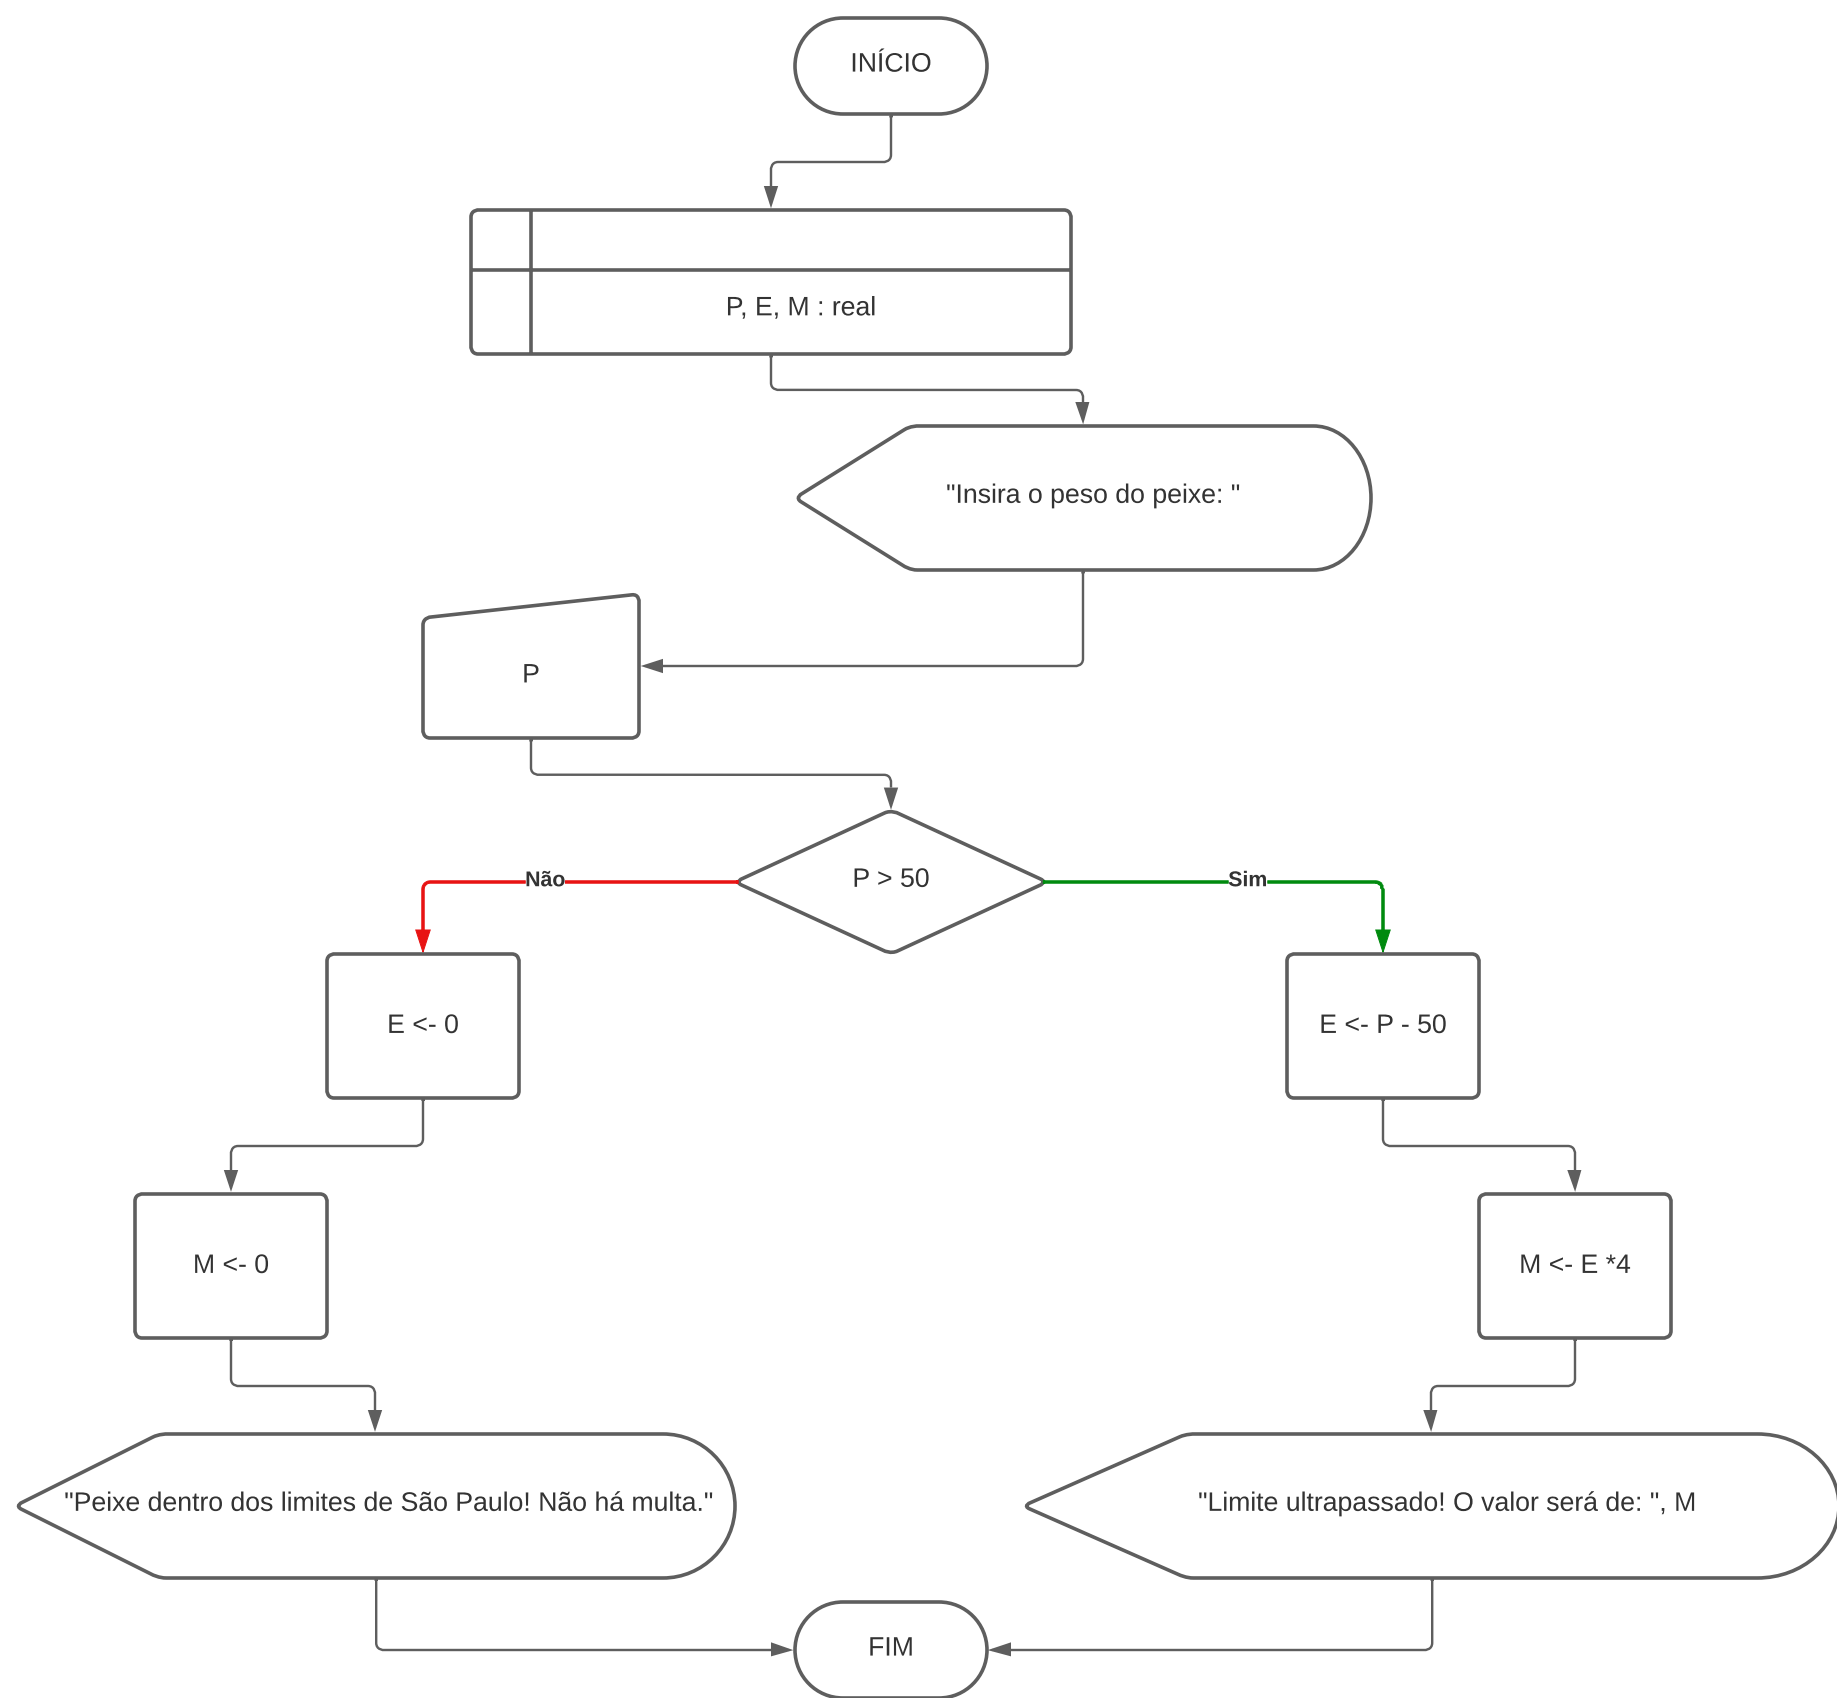 INÍCIO
P, E, M : real
"Insira o peso do peixe: "
P
P > 50
Não
Sim
E <- 0
E <- P - 50
M <- 0
M <- E *4
"Peixe dentro dos limites de São Paulo! Não há multa."
"Limite ultrapassado! O valor será de: ", M
FIM